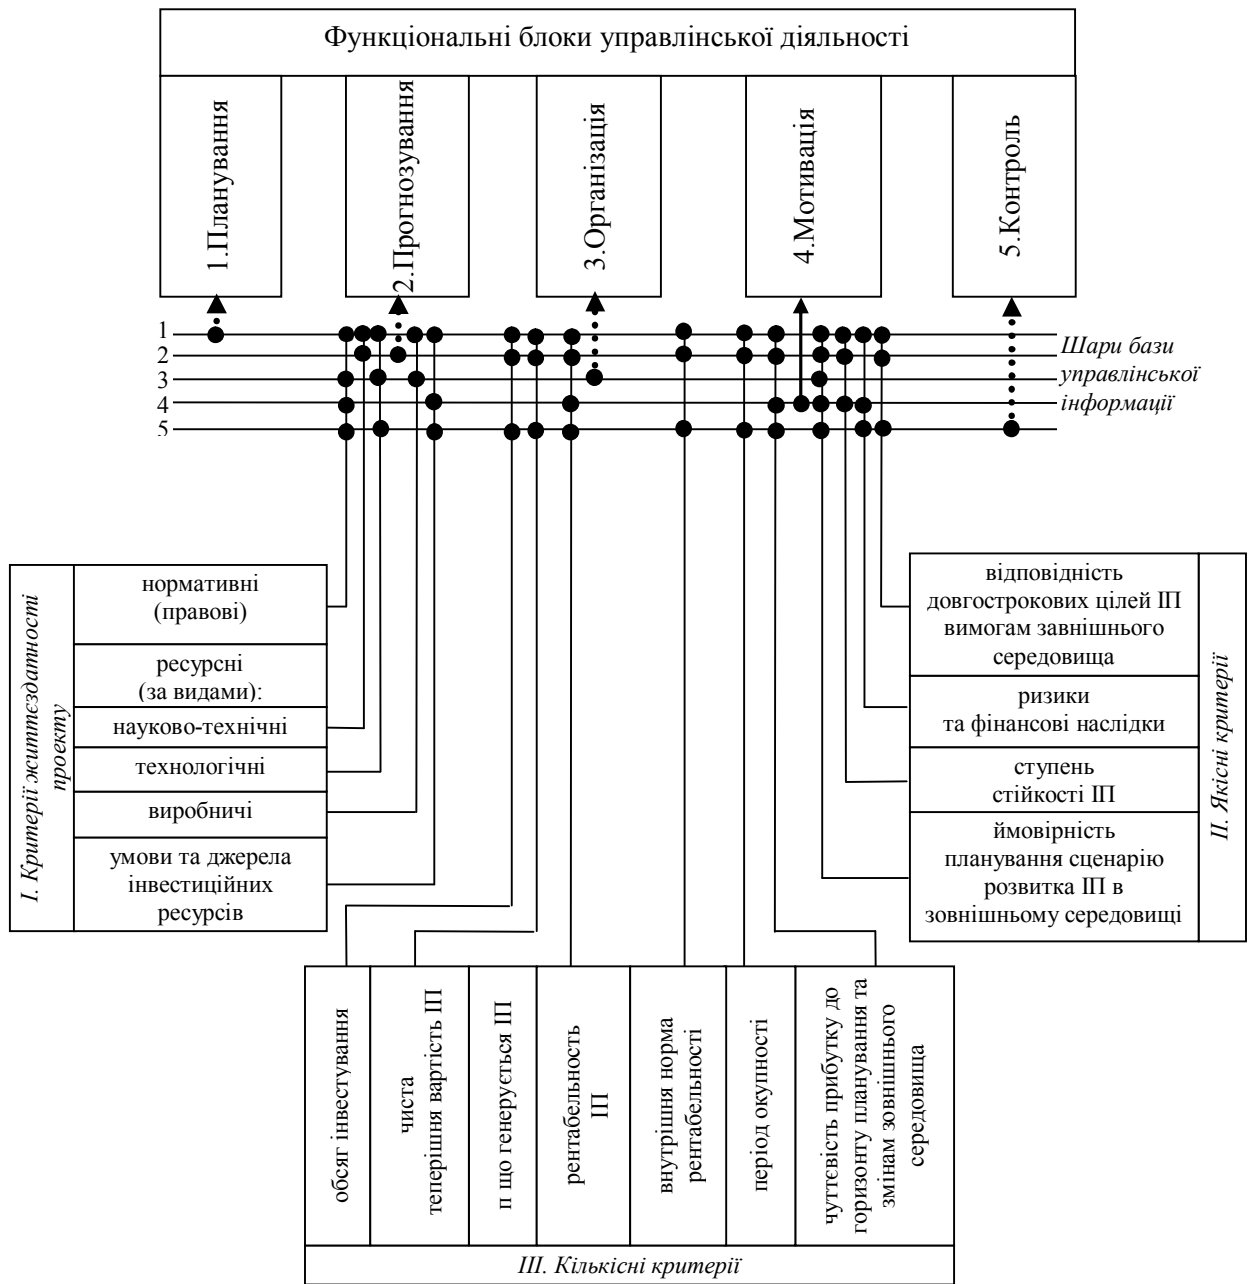 Функціональні блоки управлінської діяльності
1.Планування
2.Прогнозування
3.Організація
4.Мотивація
5.Контроль
1
2
3
4
5
Шари бази
управлінської
інформації
І. Критерії життєздатності
проекту
нормативні
(правові)
ресурсні
(за видами):
науково-технічні
технологічні
виробничі
умови та джерела
інвестиційних
ресурсів
відповідність
довгострокових цілей ІП
вимогам завнішнього
середовища
ризики
та фінансові наслідки
ступень
стійкості ІП
ймовірність
планування сценарію
розвитка ІП в
зовнішньому середовищі
ІІ. Якісні критерії
обсяг інвестування
чиста
теперішня вартість ІП
п що генерується ІП
рентабельность
ІП
внутрішня норма
рентабельності
період окупності
чуттєвість прибутку до
горизонту планування та
змінам зовнішнього
середовища
ІІІ. Кількісні критерії